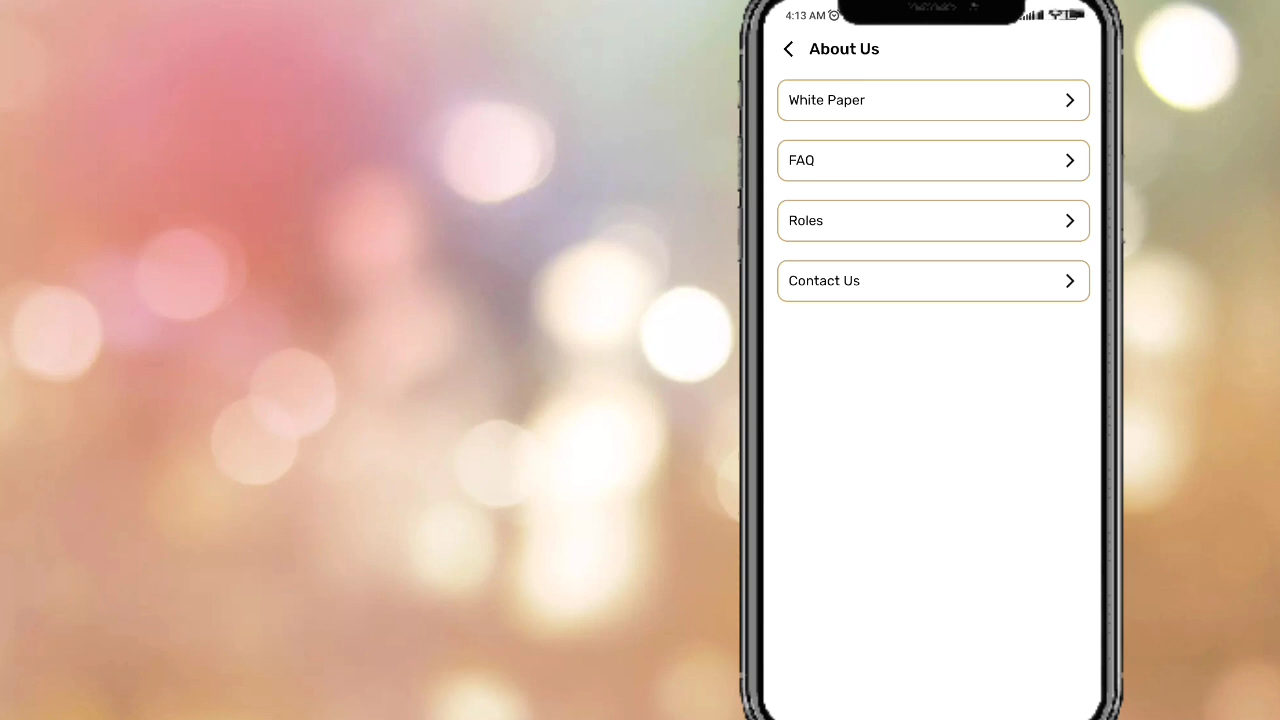 4:13 AM
About Us
White Paper
FAQ
Roles
Contact Us